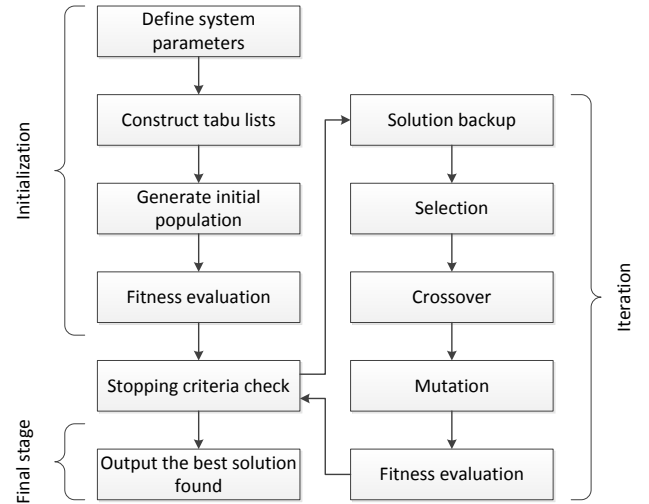 Define system
parameters
Construct tabu lists
Generate initial
population
Fitness evaluation
Stopping criteria check
Output the best solution
found
Solution backup
Selection
Crossover
Mutation
Fitness evaluation
Initialization
Final stage
Iteration